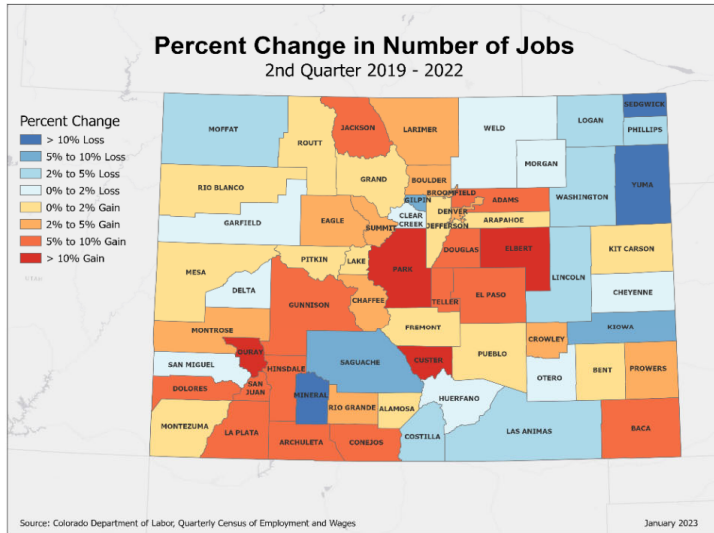 Percent Change in Number of Jobs
2nd Quarter 2019 - 2022
Percent Change
> 10% Loss
5% to 10% Loss
2% to 5% Loss
0% to 2% Loss
0% to 2% Gain
2% to 5% Gain
5% to 10% Gain
> 10% Gain
MOFFAT
ROUTT
JACKSON
LARIMER
WELD
LOGAN
SEDGWICK
PHILLIPS
MORGAN
RIO BLANCO
GRAND
BOULDER
BROOMFIELD
GILPIN
ADAMS
WASHINGTON
YUMA
GARFIELD
EAGLE
SUMMIT
CLEAR
CREEK
DENVER
JEFFERSON
ARAPAHOE
MESA
PITKIN
LAKE
PARK
DOUGLAS
ELBERT
LINCOLN
KIT CARSON
DELTA
GUNNISON
CHAFFEE
TELLER
EL PASO
CHEYENNE
MONTROSE
FREMONT
CROWLEY
KIOWA
OURAY
SAGUACHE
CUSTER
PUEBLO
SAN MIGUEL
HINSDALE
OTERO
BENT
PROWERS
DOLORES
SAN
JUAN
MINERAL
RIO GRANDE
ALAMOSA
HUERFANO
MONTEZUMA
LA PLATA
ARCHULETA
CONEJOS
COSTILLA
LAS ANIMAS
BACA
Source: Colorado Department of Labor, Quarterly Census of Employment and Wages
January 2023